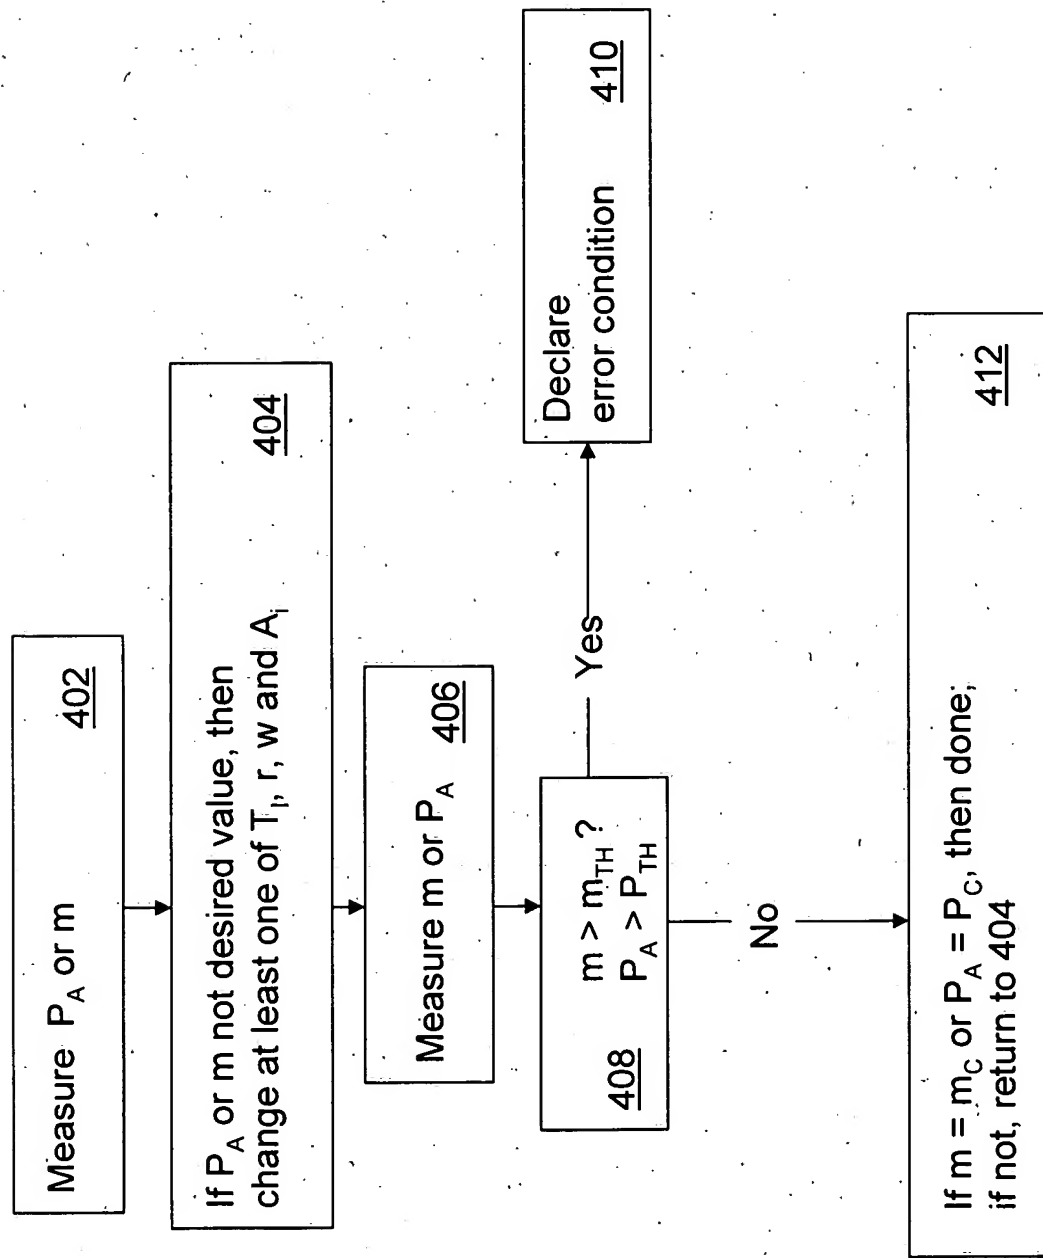 Measure P_A or m
402
If P_A or m not desired value, then
change at least one of T_i, r, w and A_i
404
Measure m or P_A
406
m > m_TH ?
P_A > P_TH
408
Yes
Declare
error condition
410
No
If m = m_C or P_A = P_C, then done;
if not, return to 404
412